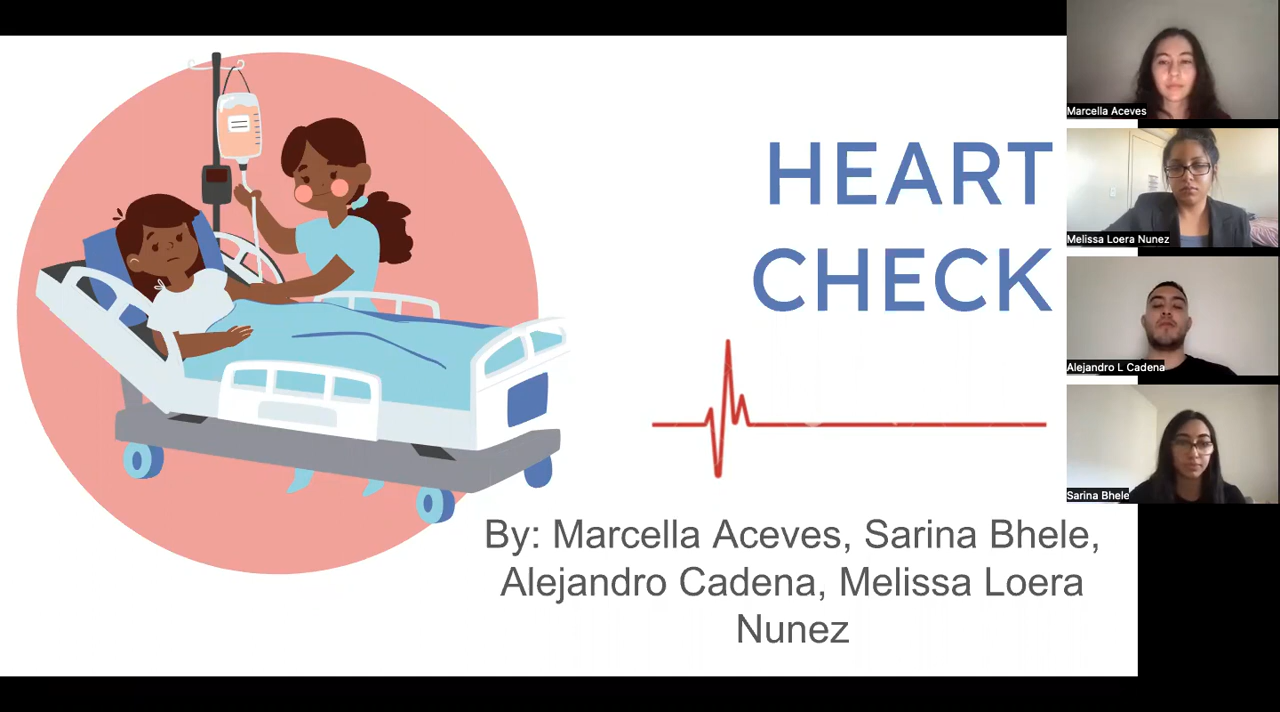 HEART
CHECK
By: Marcella Aceves, Sarina Bhele,
Alejandro Cadena, Melissa Loera
Nunez
Marcella Aceves
Melissa Loera Nunez
Alejandro L Cadena
Sarina Bhele